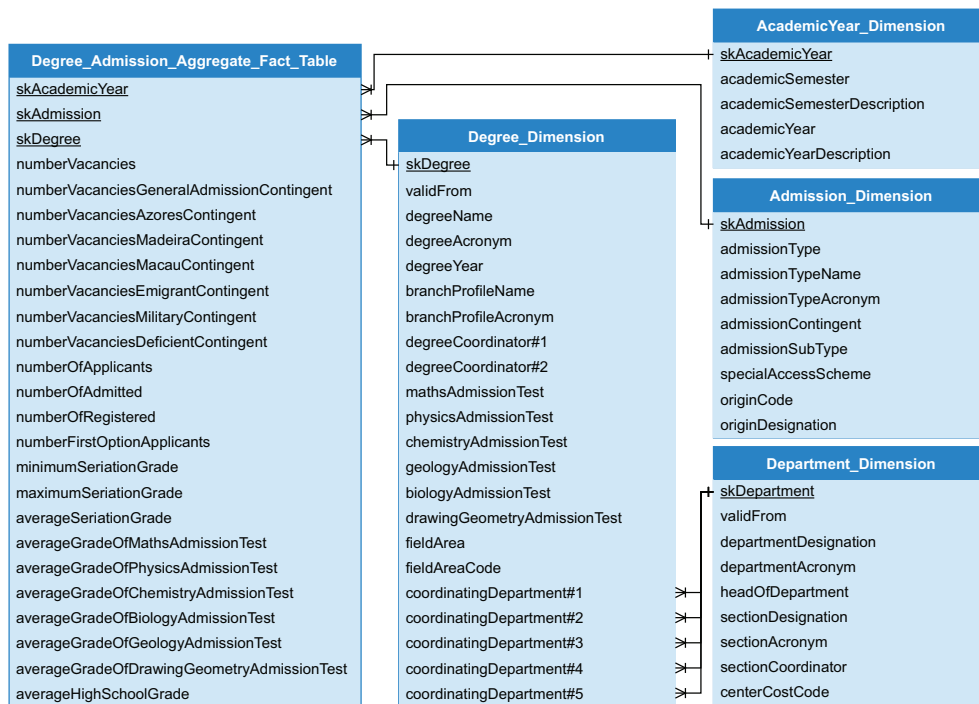 Degree_Admission_Aggregate_Fact_Table
skAcademicYear
skAdmission
skDegree
numberVacancies
numberVacanciesGeneralAdmissionContingent
numberVacanciesAzoresContingent
numberVacanciesMadeiraContingent
numberVacanciesMacauContingent
numberVacanciesEmigrantContingent
numberVacanciesMilitaryContingent
numberVacanciesDeficientContingent
numberOfApplicants
numberOfAdmitted
numberOfRegistered
numberFirstOptionApplicants
minimumSeriationGrade
maximumSeriationGrade
averageSeriationGrade
averageGradeOfMathsAdmissionTest
averageGradeOfPhysicsAdmissionTest
averageGradeOfChemistryAdmissionTest
averageGradeOfBiologyAdmissionTest
averageGradeOfGeologyAdmissionTest
averageGradeOfDrawingGeometryAdmissionTest
averageHighSchoolGrade
Degree_Dimension
skDegree
validFrom
degreeName
degreeAcronym
degreeYear
branchProfileName
branchProfileAcronym
degreeCoordinator#1
degreeCoordinator#2
mathsAdmissionTest
physicsAdmissionTest
chemistryAdmissionTest
geologyAdmissionTest
biologyAdmissionTest
drawingGeometryAdmissionTest
fieldArea
fieldAreaCode
coordinatingDepartment#1
coordinatingDepartment#2
coordinatingDepartment#3
coordinatingDepartment#4
coordinatingDepartment#5
AcademicYear_Dimension
skAcademicYear
academicSemester
academicSemesterDescription
academicYear
academicYearDescription
Admission_Dimension
skAdmission
admissionType
admissionTypeName
admissionTypeAcronym
admissionContingent
admissionSubType
specialAccessScheme
originCode
originDesignation
Department_Dimension
skDepartment
validFrom
departmentDesignation
departmentAcronym
headOfDepartment
sectionDesignation
sectionAcronym
sectionCoordinator
centerCostCode